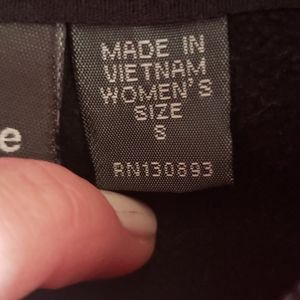 MADE IN
VIETNAM
WOMEN'S
SIZE
S
RN130893
e